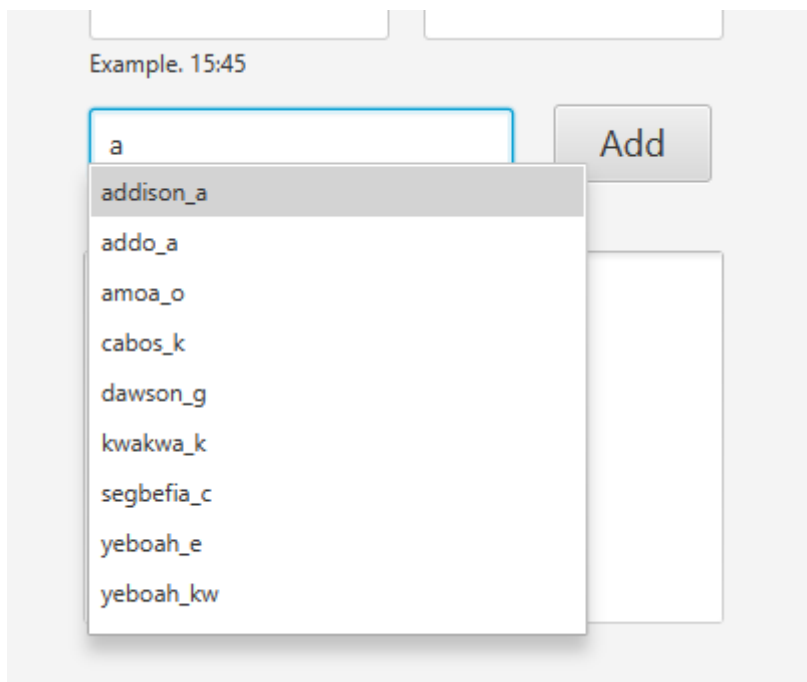 Example. 15:45
a
Add
addison_a
addo_a
amoa_o
cabos_k
dawson_g
kwakwa_k
segbefia_c
yeboah_e
yeboah_kw